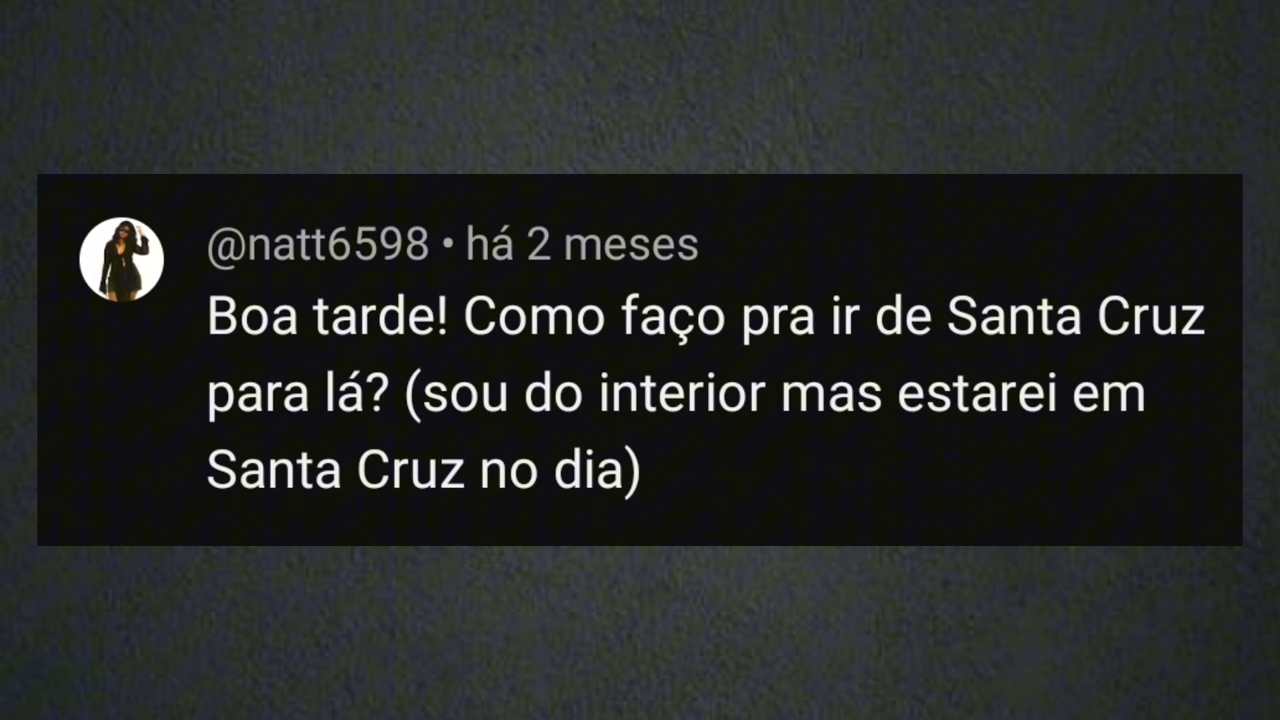 @natt6598 • há 2 meses
Boa tarde! Como faço pra ir de Santa Cruz
para lá? (sou do interior mas estarei em
Santa Cruz no dia)